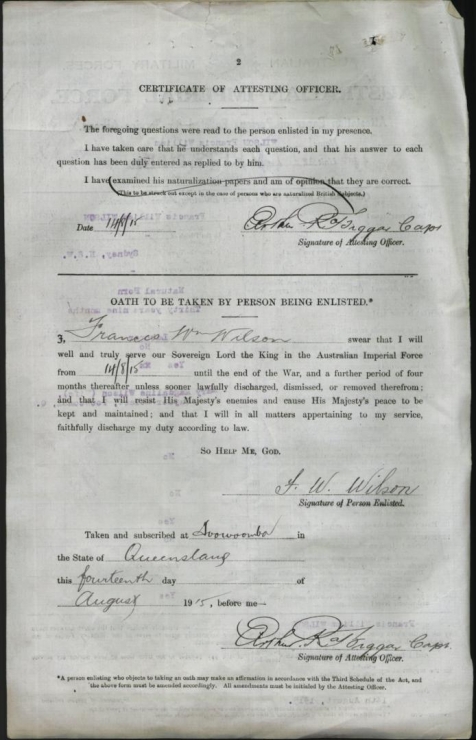 2
CERTIFICATE OF ATTESTING OFFICER.
The foregoing questions were read to the person enlisted in my presence.
I have taken care that he understands each question, and that his answer to each
question has been duly entered as replied to by him.
I have examined his naturalization papers and am of opinion that they are correct.
(This to be struck out except in the case of persons who are naturalized British Subjects.)
Date 14/8/15
Arthur Capt
Signature of Attesting Officer.
OATH TO BE TAKEN BY PERSON BEING ENLISTED.*
I, Francis Wm Wilson swear that I will
well and truly serve our Sovereign Lord the King in the Australian Imperial Force
from 14/8/15 until the end of the War, and a further period of four
months thereafter unless sooner lawfully discharged, dismissed, or removed therefrom;
and that I will resist His Majesty's enemies and cause His Majesty's peace to be
kept and maintained; and that I will in all matters appertaining to my service,
faithfully discharge my duty according to law.
SO HELP ME, GOD.
F. W. Wilson
Signature of Person Enlisted.
Taken and subscribed at Toowoomba in
the State of Queensland
this fourteenth day of
August 1915, before me—
Arthur Capt
Signature of Attesting Officer.
*A person enlisting who objects to taking an oath may make an affirmation in accordance with the Third Schedule of the Act, and
the above form must be amended accordingly. All amendments must be initialed by the Attesting Officer.